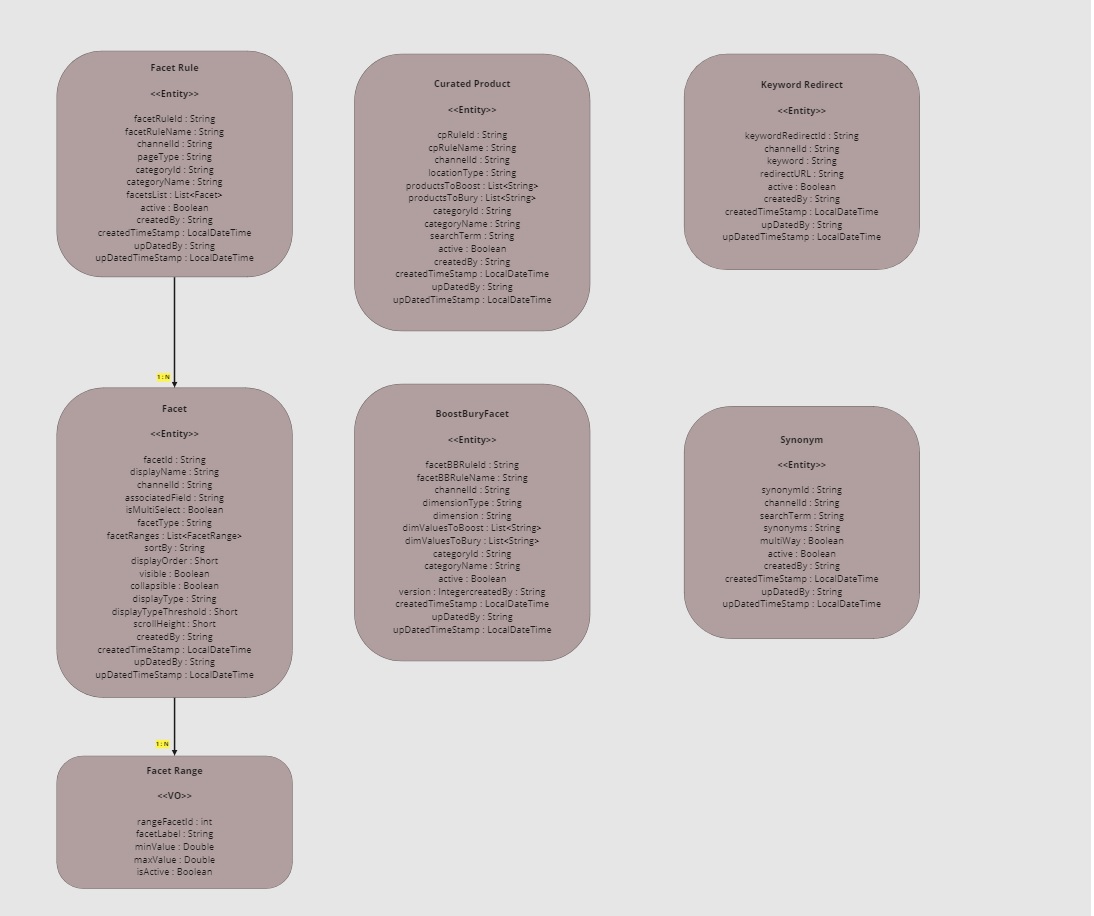 Facet Rule
<<Entity>>
facetRuleId : String
facetRuleName : String
channelId : String
pageType : String
categoryId : String
categoryName : String
facetsList : List<Facet>
active : Boolean
createdBy : String
createdTimeStamp : LocalDateTime
upDatedBy : String
upDatedTimeStamp : LocalDateTime
Curated Product
<<Entity>>
cpRuleId : String
cpRuleName : String
channelId : String
locationType : String
productsToBoost : List<String>
productsToBury : List<String>
categoryId : String
categoryName : String
searchTerm : String
active : Boolean
createdBy : String
createdTimeStamp : LocalDateTime
upDatedBy : String
upDatedTimeStamp : LocalDateTime
Keyword Redirect
<<Entity>>
keywordRedirectId : String
channelId : String
keyword : String
redirectURL : String
active : Boolean
createdBy : String
createdTimeStamp : LocalDateTime
upDatedBy : String
upDatedTimeStamp : LocalDateTime
1 : N
Facet
<<Entity>>
facetId : String
displayName : String
channelId : String
associatedField : String
isMultiSelect : Boolean
facetType : String
facetRanges : List<FacetRange>
sortBy : String
displayOrder : Short
visible : Boolean
collapsible : Boolean
displayType : String
displayTypeThreshold : Short
scrollHeight : Short
createdBy : String
createdTimeStamp : LocalDateTime
upDatedBy : String
upDatedTimeStamp : LocalDateTime
BoostBuryFacet
<<Entity>>
facetBBRuleId : String
facetBBRuleName : String
channelId : String
dimensionType : String
dimension : String
dimValuesToBoost : List<String>
dimValuesToBury : List<String>
categoryId : String
categoryName : String
active : Boolean
version : IntegercreatedBy : String
createdTimeStamp : LocalDateTime
upDatedBy : String
upDatedTimeStamp : LocalDateTime
Synonym
<<Entity>>
synonymId : String
channelId : String
searchTerm : String
synonyms : String
multiWay : Boolean
active : Boolean
createdBy : String
createdTimeStamp : LocalDateTime
upDatedBy : String
upDatedTimeStamp : LocalDateTime
1 : N
Facet Range
<<VO>>
rangeFacetId : int
facetLabel : String
minValue : Double
maxValue : Double
isActive : Boolean